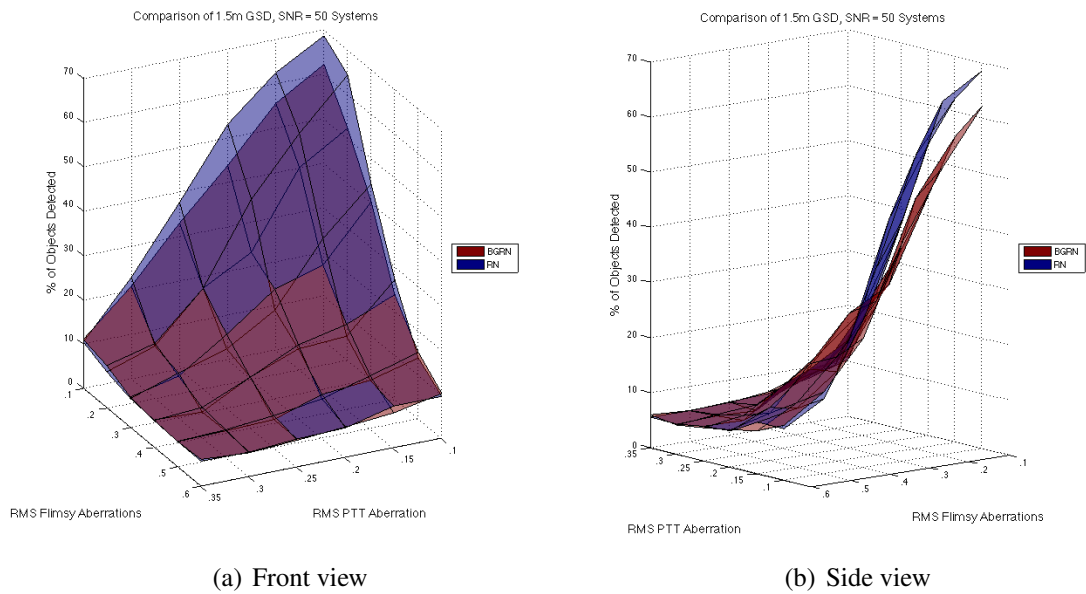 Comparison of 1.5m GSD, SNR = 50 Systems
70
60
50
40
30
20
10
0
% of Objects Detected
.1
.2
.3
.4
.5
.6
RMS Flimsy Aberrations
.35
.3
.25
.2
.15
.1
RMS PTT Aberration
BGRN
RN
(a) Front view
Comparison of 1.5m GSD, SNR = 50 Systems
70
60
50
40
30
20
10
0
% of Objects Detected
.35
.3
.25
.2
.15
.1
RMS PTT Aberration
.6
.5
.4
.3
.2
.1
RMS Flimsy Aberrations
BGRN
RN
(b) Side view